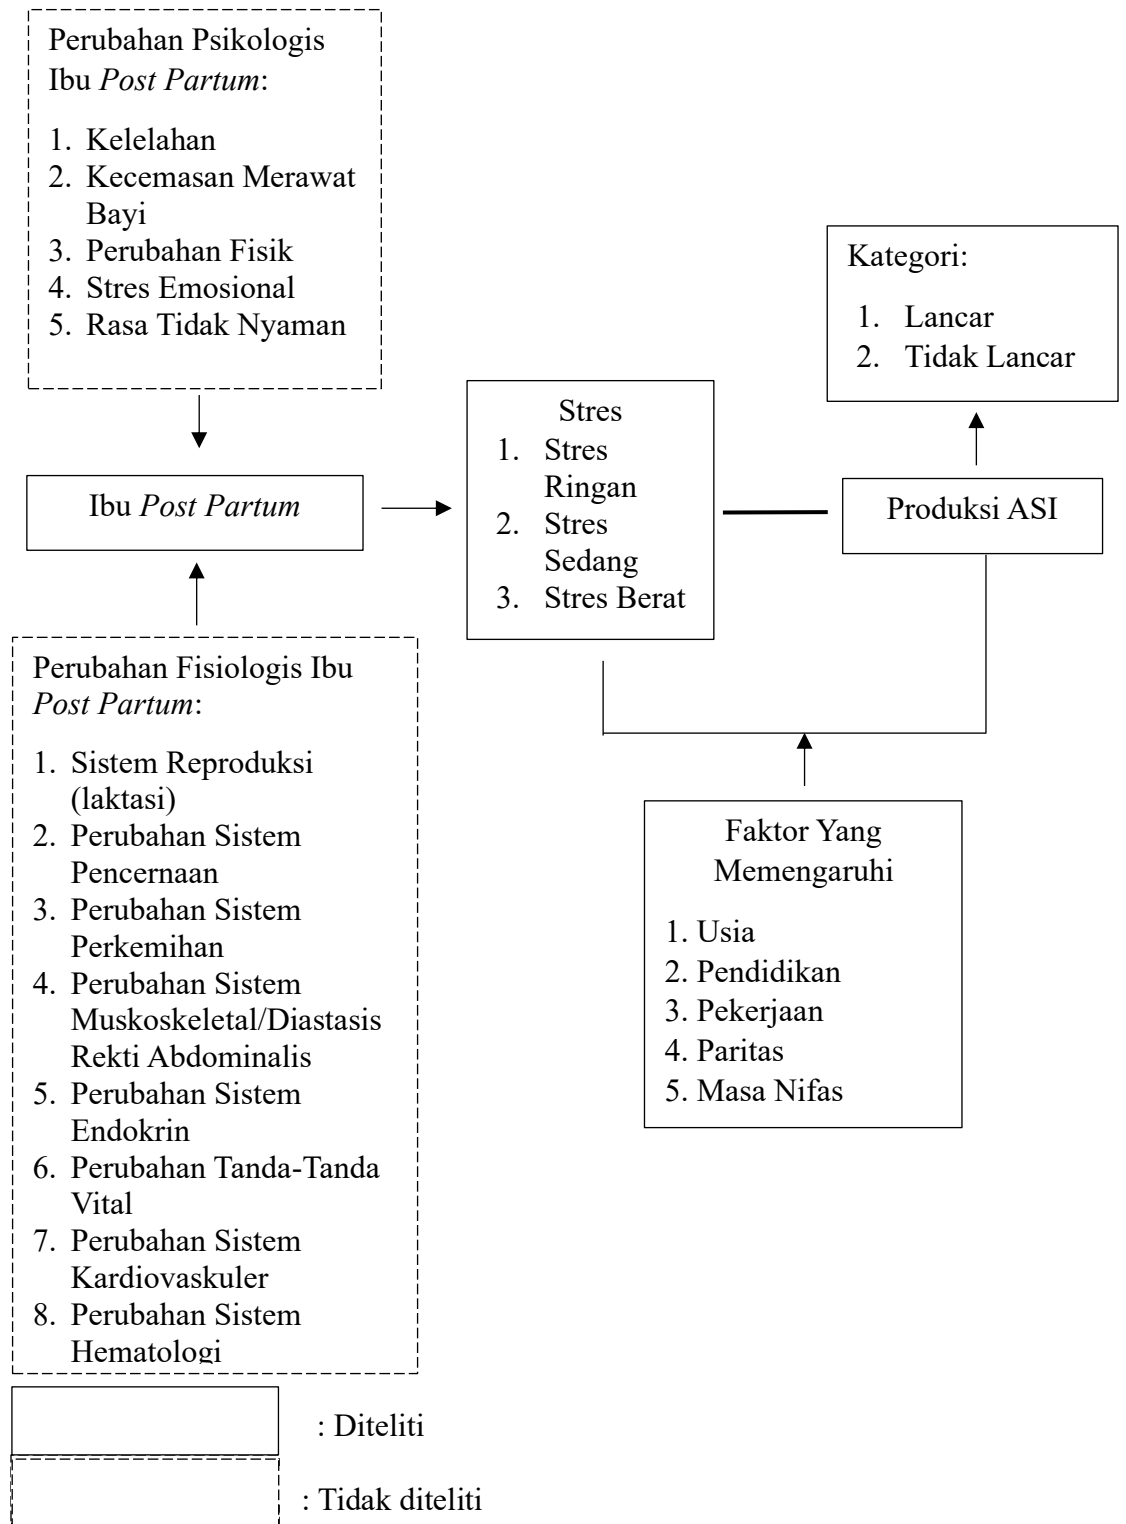 Perubahan Psikologis
Ibu Post Partum:
1. Kelelahan
2. Kecemasan Merawat
Bayi
3. Perubahan Fisik
4. Stres Emosional
5. Rasa Tidak Nyaman
Kategori:
1. Lancar
2. Tidak Lancar
Ibu Post Partum
Stres
1. Stres
Ringan
2. Stres
Sedang
3. Stres Berat
Produksi ASI
Perubahan Fisiologis Ibu
Post Partum:
1. Sistem Reproduksi
(laktasi)
2. Perubahan Sistem
Pencernaan
3. Perubahan Sistem
Perkemihan
4. Perubahan Sistem
Muskoskeletal/Diastasis
Rekti Abdominalis
5. Perubahan Sistem
Endokrin
6. Perubahan Tanda-Tanda
Vital
7. Perubahan Sistem
Kardiovaskuler
8. Perubahan Sistem
Hematologi
Faktor Yang
Memengaruhi
1. Usia
2. Pendidikan
3. Pekerjaan
4. Paritas
5. Masa Nifas
: Diteliti
: Tidak diteliti